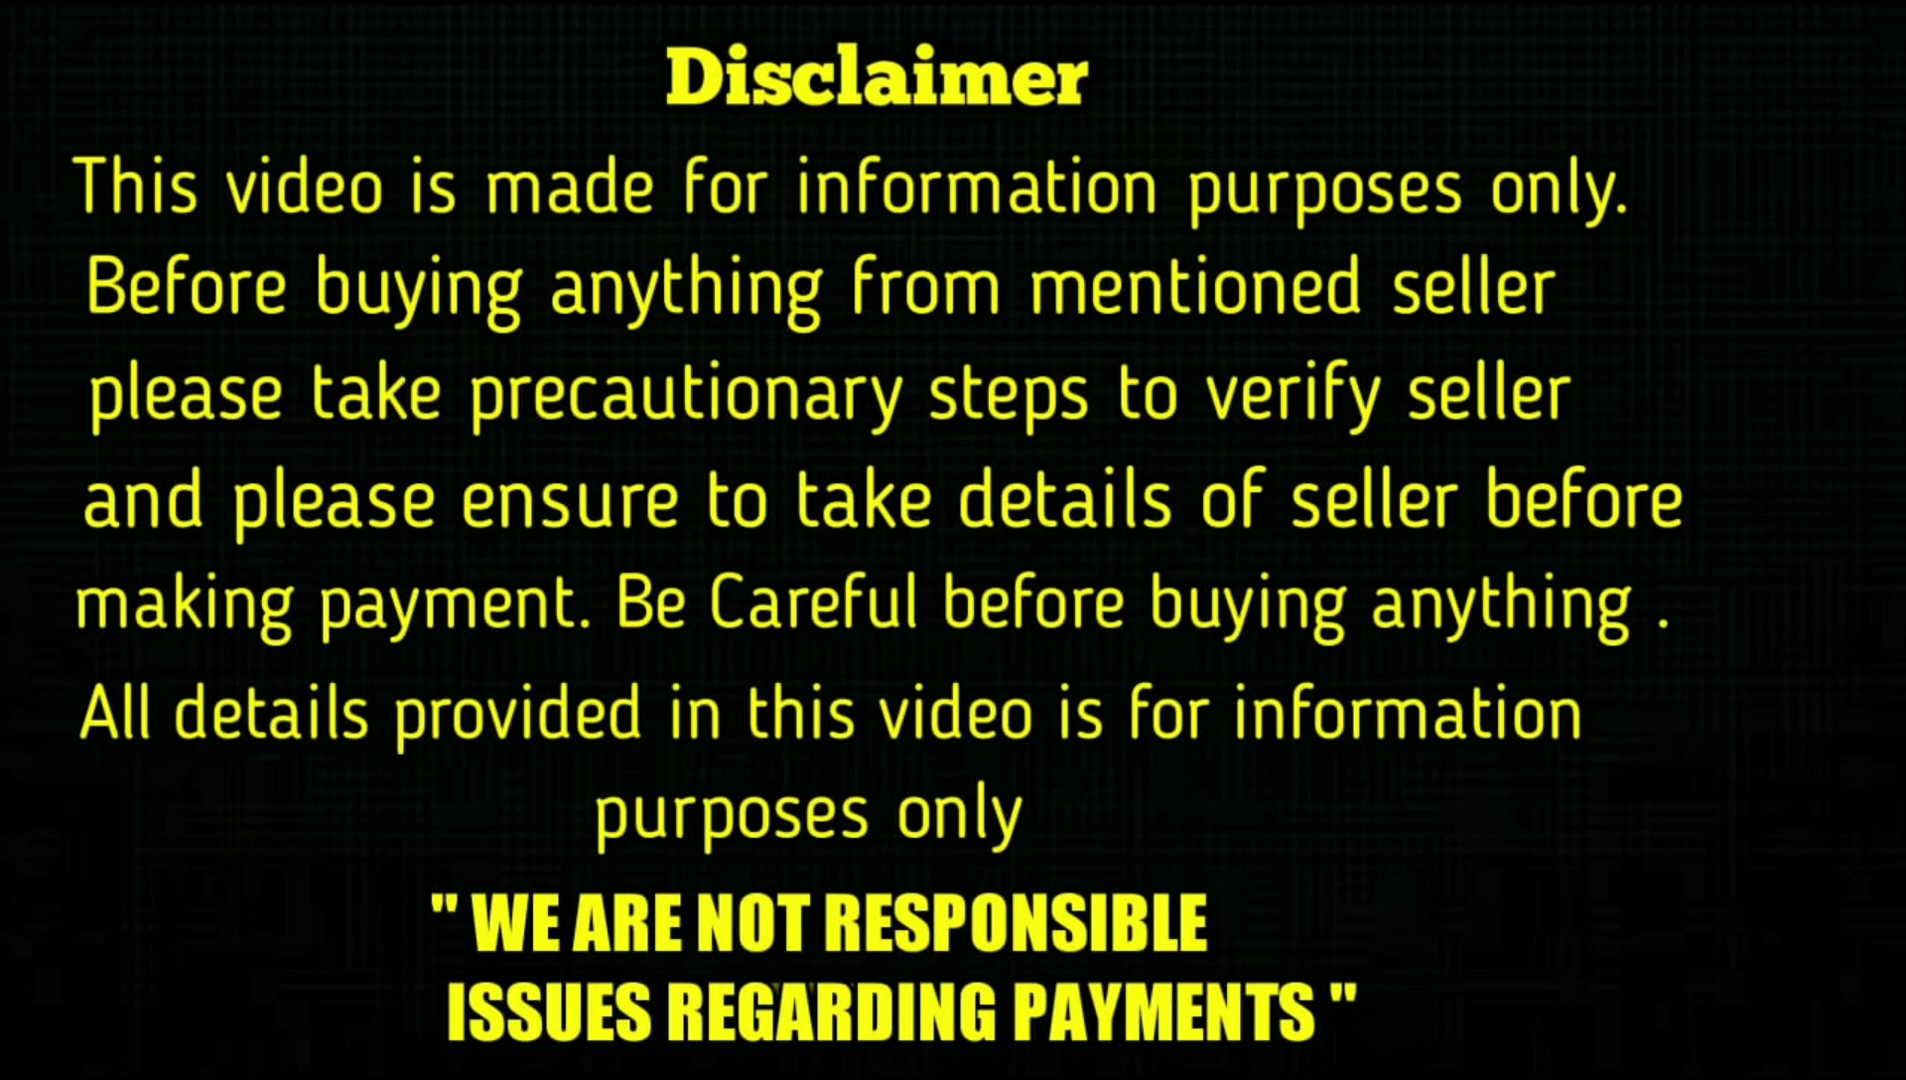 Disclaimer
This video is made for information purposes only.
Before buying anything from mentioned seller
please take precautionary steps to verify seller
and please ensure to take details of seller before
making payment. Be Careful before buying anything .
All details provided in this video is for information
purposes only
" WE ARE NOT RESPONSIBLE
ISSUES REGARDING PAYMENTS "